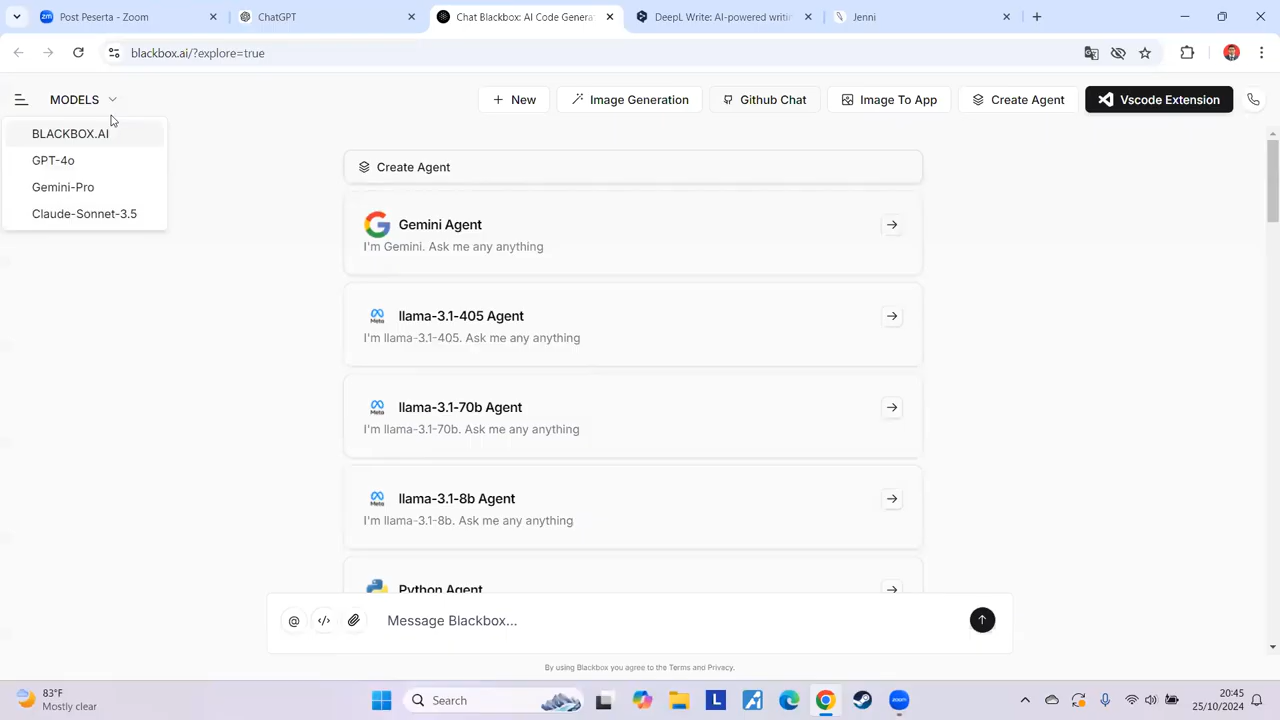 Post Peserta - Zoom
ChatGPT
Chat Blackbox: AI Code Genera
DeepL Write: AI-powered writin
Jenni
blackbox.ai/?explore=true
MODELS
New
Image Generation
Github Chat
Image To App
Create Agent
Vscode Extension
BLACKBOX.AI
GPT-4o
Gemini-Pro
Claude-Sonnet-3.5
Create Agent
Gemini Agent
I'm Gemini. Ask me any anything
Meta
llama-3.1-405 Agent
I'm llama-3.1-405. Ask me any anything
Meta
llama-3.1-70b Agent
I'm llama-3.1-70b. Ask me any anything
Meta
llama-3.1-8b Agent
I'm llama-3.1-8b. Ask me any anything
Python Agent
@
</>
Message Blackbox...
By using Blackbox you agree to the Terms and Privacy.
83°F
Mostly clear
Search
L
zoom
20:45
25/10/2024